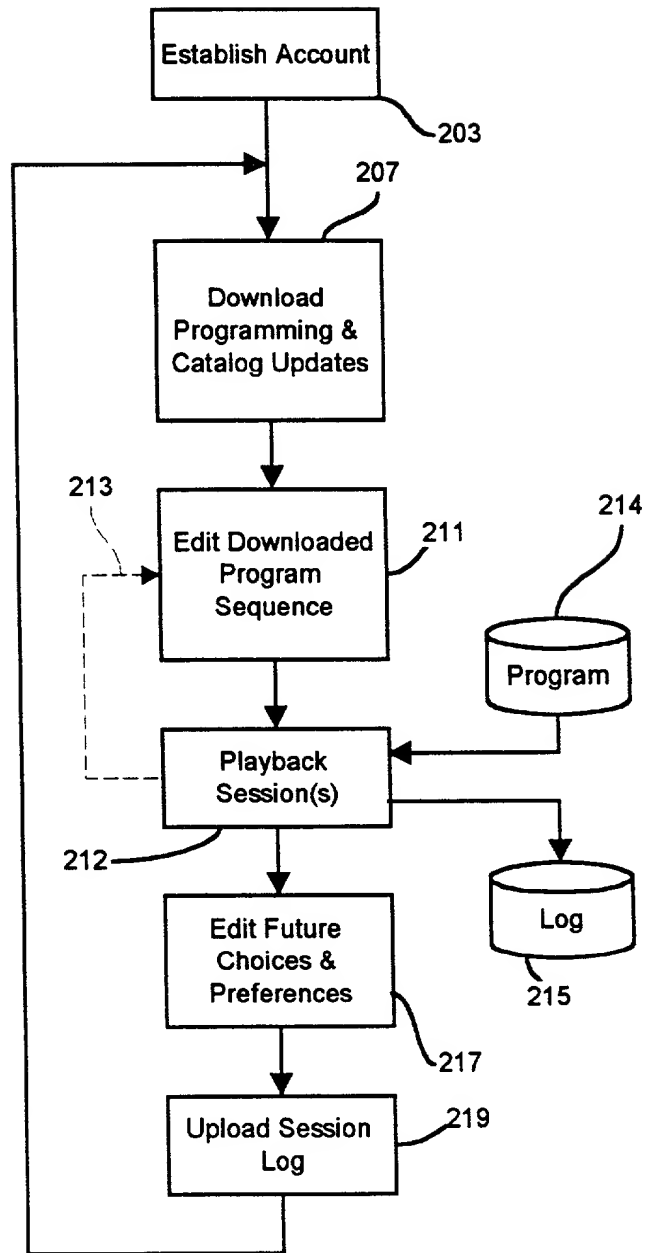 Establish Account
203
207
Download
Programming &
Catalog Updates
213
Edit Downloaded
Program
Sequence
211
214
Program
Playback
Session(s)
212
Log
215
Edit Future
Choices &
Preferences
217
Upload Session
Log
219